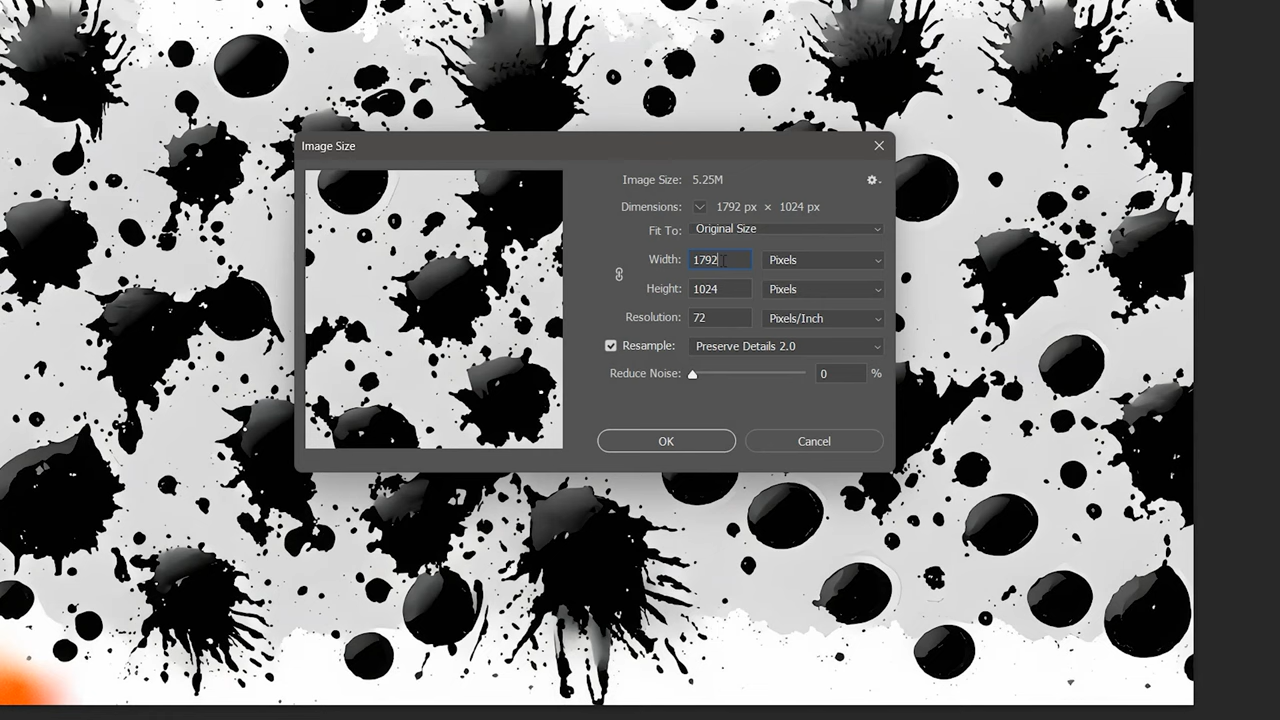 Image Size
Image Size: 5.25M
Dimensions: 1792 px × 1024 px
Fit To: Original Size
Width: 1792 Pixels
Height: 1024 Pixels
Resolution: 72 Pixels/Inch
Resample: Preserve Details 2.0
Reduce Noise: 0 %
OK Cancel